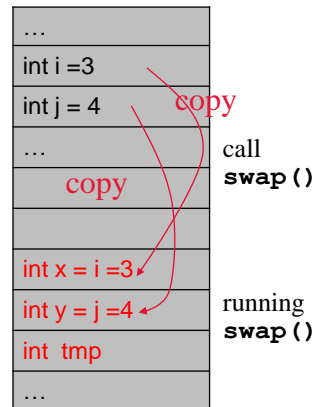 …
int i =3
int j = 4
copy
…
call
swap()
copy
int x = i =3
int y = j =4
running
swap()
int tmp
…